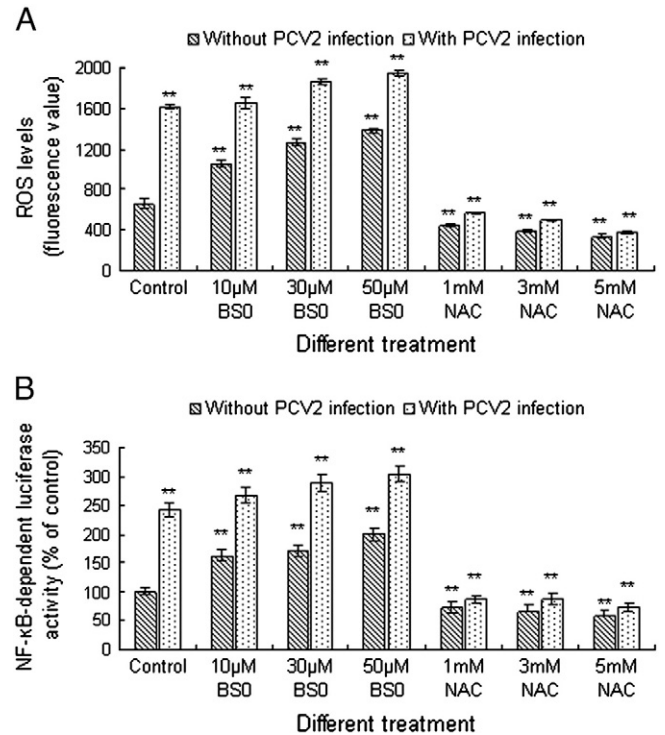 A
Without PCV2 infection With PCV2 infection
ROS levels
(fluorescence value)
2000
1600
1200
800
400
0
** ** ** ** ** ** ** ** ** ** ** ** **
Control 10µM 30µM 50µM 1mM 3mM 5mM
BSO BSO BSO NAC NAC NAC
Different treatment
B
Without PCV2 infection With PCV2 infection
NF-κB-dependent luciferase
activity (% of control)
350
300
250
200
150
100
50
0
** ** ** ** ** ** ** ** ** ** ** ** **
Control 10µM 30µM 50µM 1mM 3mM 5mM
BSO BSO BSO NAC NAC NAC
Different treatment